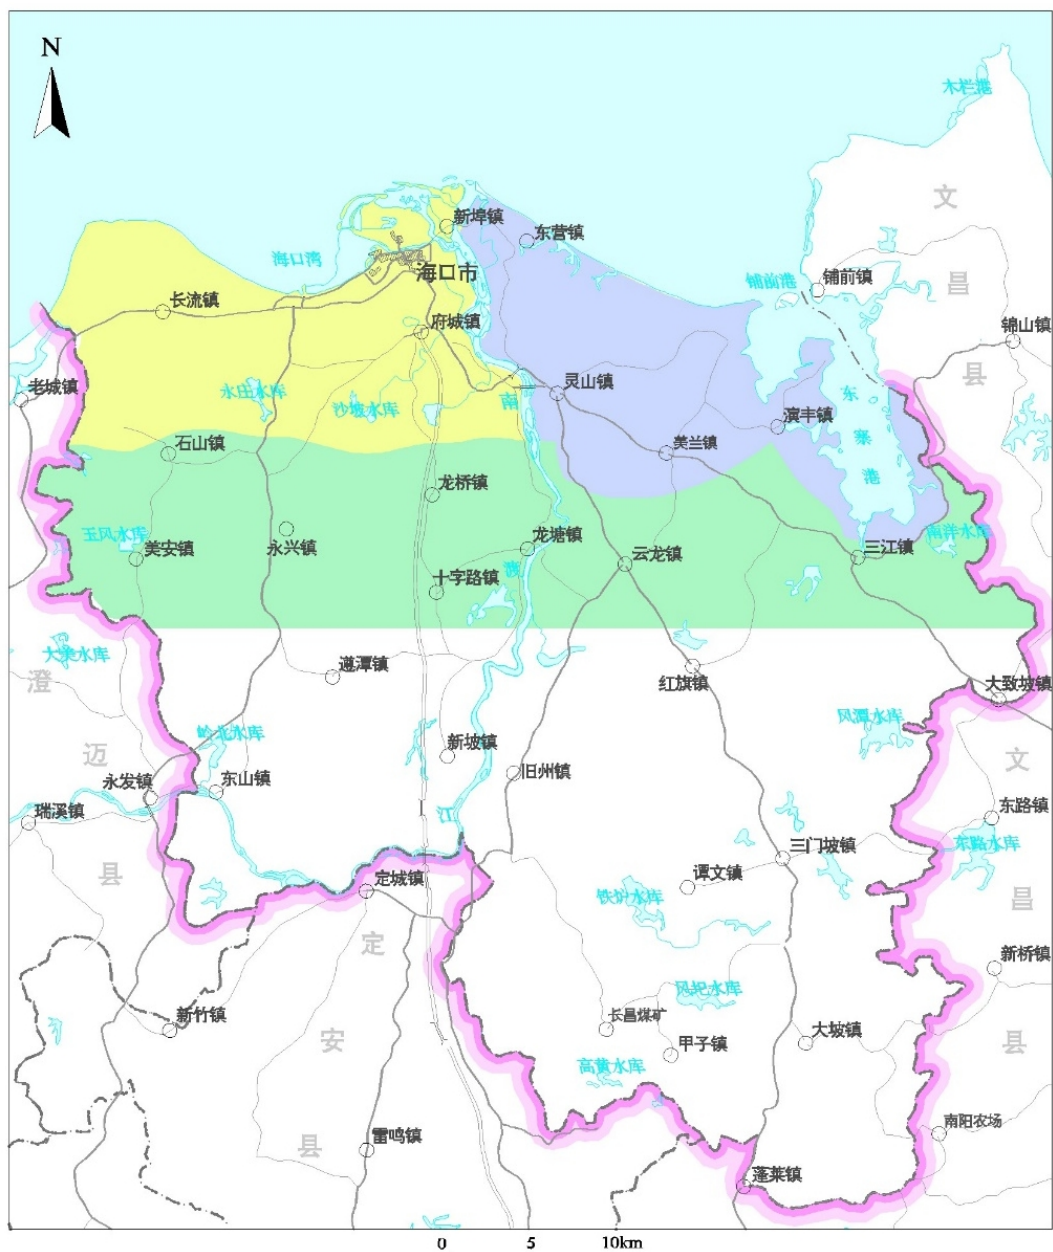 N
木栏港
文
新埠镇
东营镇
海口湾
海口市
铺前港
铺前镇
昌
长流镇
府城镇
锦山镇
县
老城镇
永庄水库
沙坡水库
南
灵山镇
东
演丰镇
寨
石山镇
美兰镇
港
龙桥镇
玉凤水库
美安镇
永兴镇
龙塘镇
渡
云龙镇
三江镇
南洋水库
十字路镇
大美水库
澄
遵潭镇
红旗镇
大致坡镇
岭北水库
凤潭水库
迈
新坡镇
文
永发镇
东山镇
旧州镇
瑞溪镇
江
东路镇
三门坡镇
东路水库
县
定城镇
谭文镇
铁炉水库
昌
定
新桥镇
凤圯水库
新竹镇
长昌煤矿
安
甲子镇
大坡镇
县
高黄水库
南阳农场
县
雷鸣镇
蓬莱镇
0 5 10km